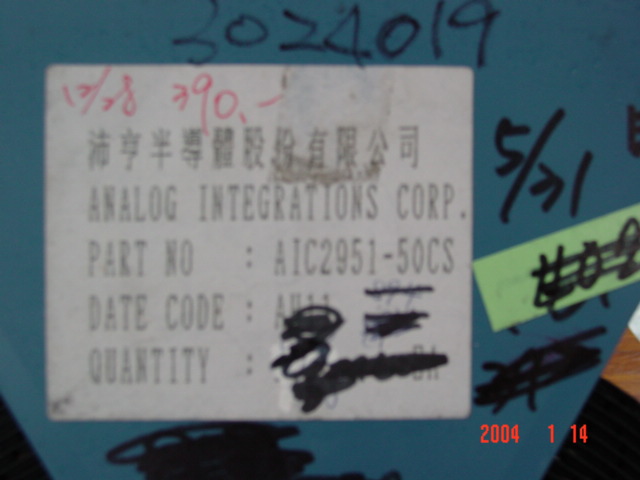 3024019
12/28 390.-
沛亨半導體股份有限公司
ANALOG INTEGRATIONS CORP.
PART NO : AIC2951-50CS
DATE CODE :
QUANTITY :
5/31
2004 1 14